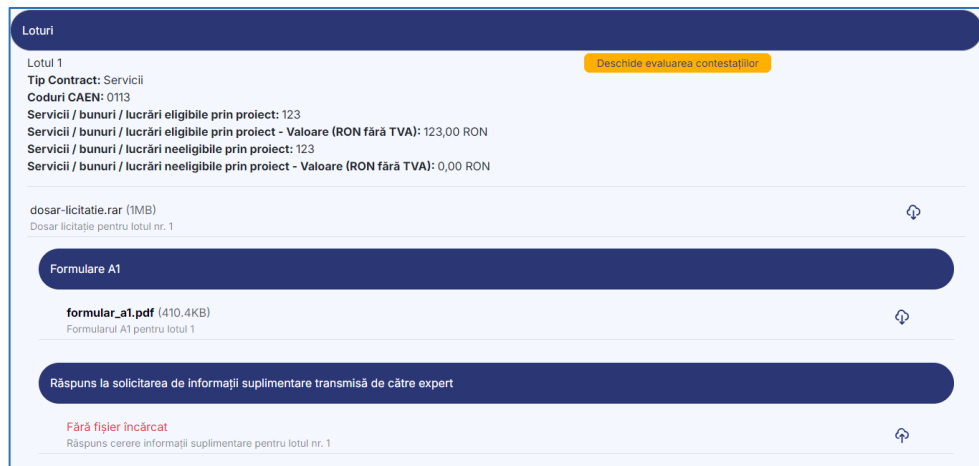 Loturi
Lotul 1
Deschide evaluarea contestațiilor
Tip Contract: Servicii
Coduri CAEN: 0113
Servicii / bunuri / lucrări eligibile prin proiect: 123
Servicii / bunuri / lucrări eligibile prin proiect - Valoare (RON fără TVA): 123,00 RON
Servicii / bunuri / lucrări neeligibile prin proiect: 123
Servicii / bunuri / lucrări neeligibile prin proiect - Valoare (RON fără TVA): 0,00 RON
dosar-licitatie.rar (1MB)
Dosar licitație pentru lotul nr. 1
Formulare A1
formular_a1.pdf (410.4KB)
Formularul A1 pentru lotul 1
Răspuns la solicitarea de informații suplimentare transmisă de către expert
Fără fișier încărcat
Răspuns cerere informații suplimentare pentru lotul nr. 1